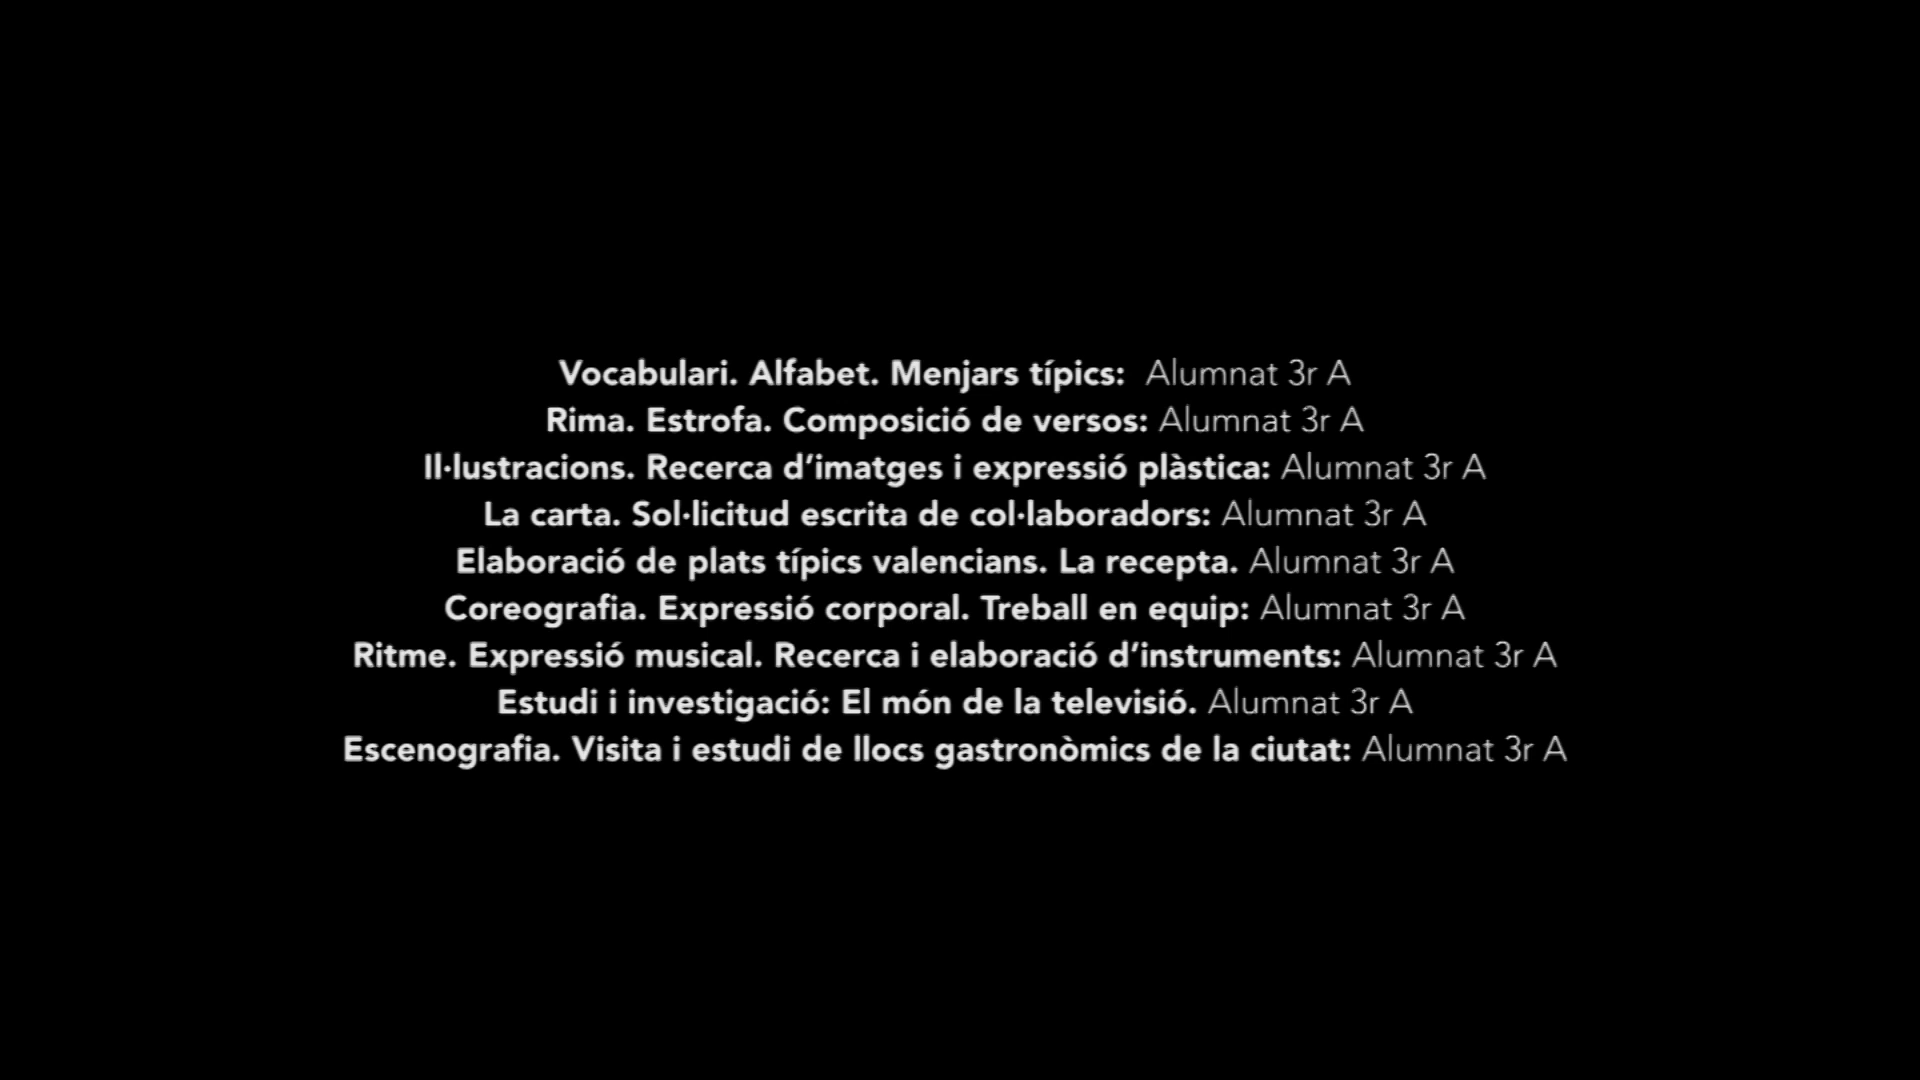 Vocabulari. Alfabet. Menjars típics: Alumnat 3r A
Rima. Estrofa. Composició de versos: Alumnat 3r A
Il·lustracions. Recerca d’imatges i expressió plàstica: Alumnat 3r A
La carta. Sol·licitud escrita de col·laboradors: Alumnat 3r A
Elaboració de plats típics valencians. La recepta. Alumnat 3r A
Coreografia. Expressió corporal. Treball en equip: Alumnat 3r A
Ritme. Expressió musical. Recerca i elaboració d’instruments: Alumnat 3r A
Estudi i investigació: El món de la televisió. Alumnat 3r A
Escenografia. Visita i estudi de llocs gastronòmics de la ciutat: Alumnat 3r A